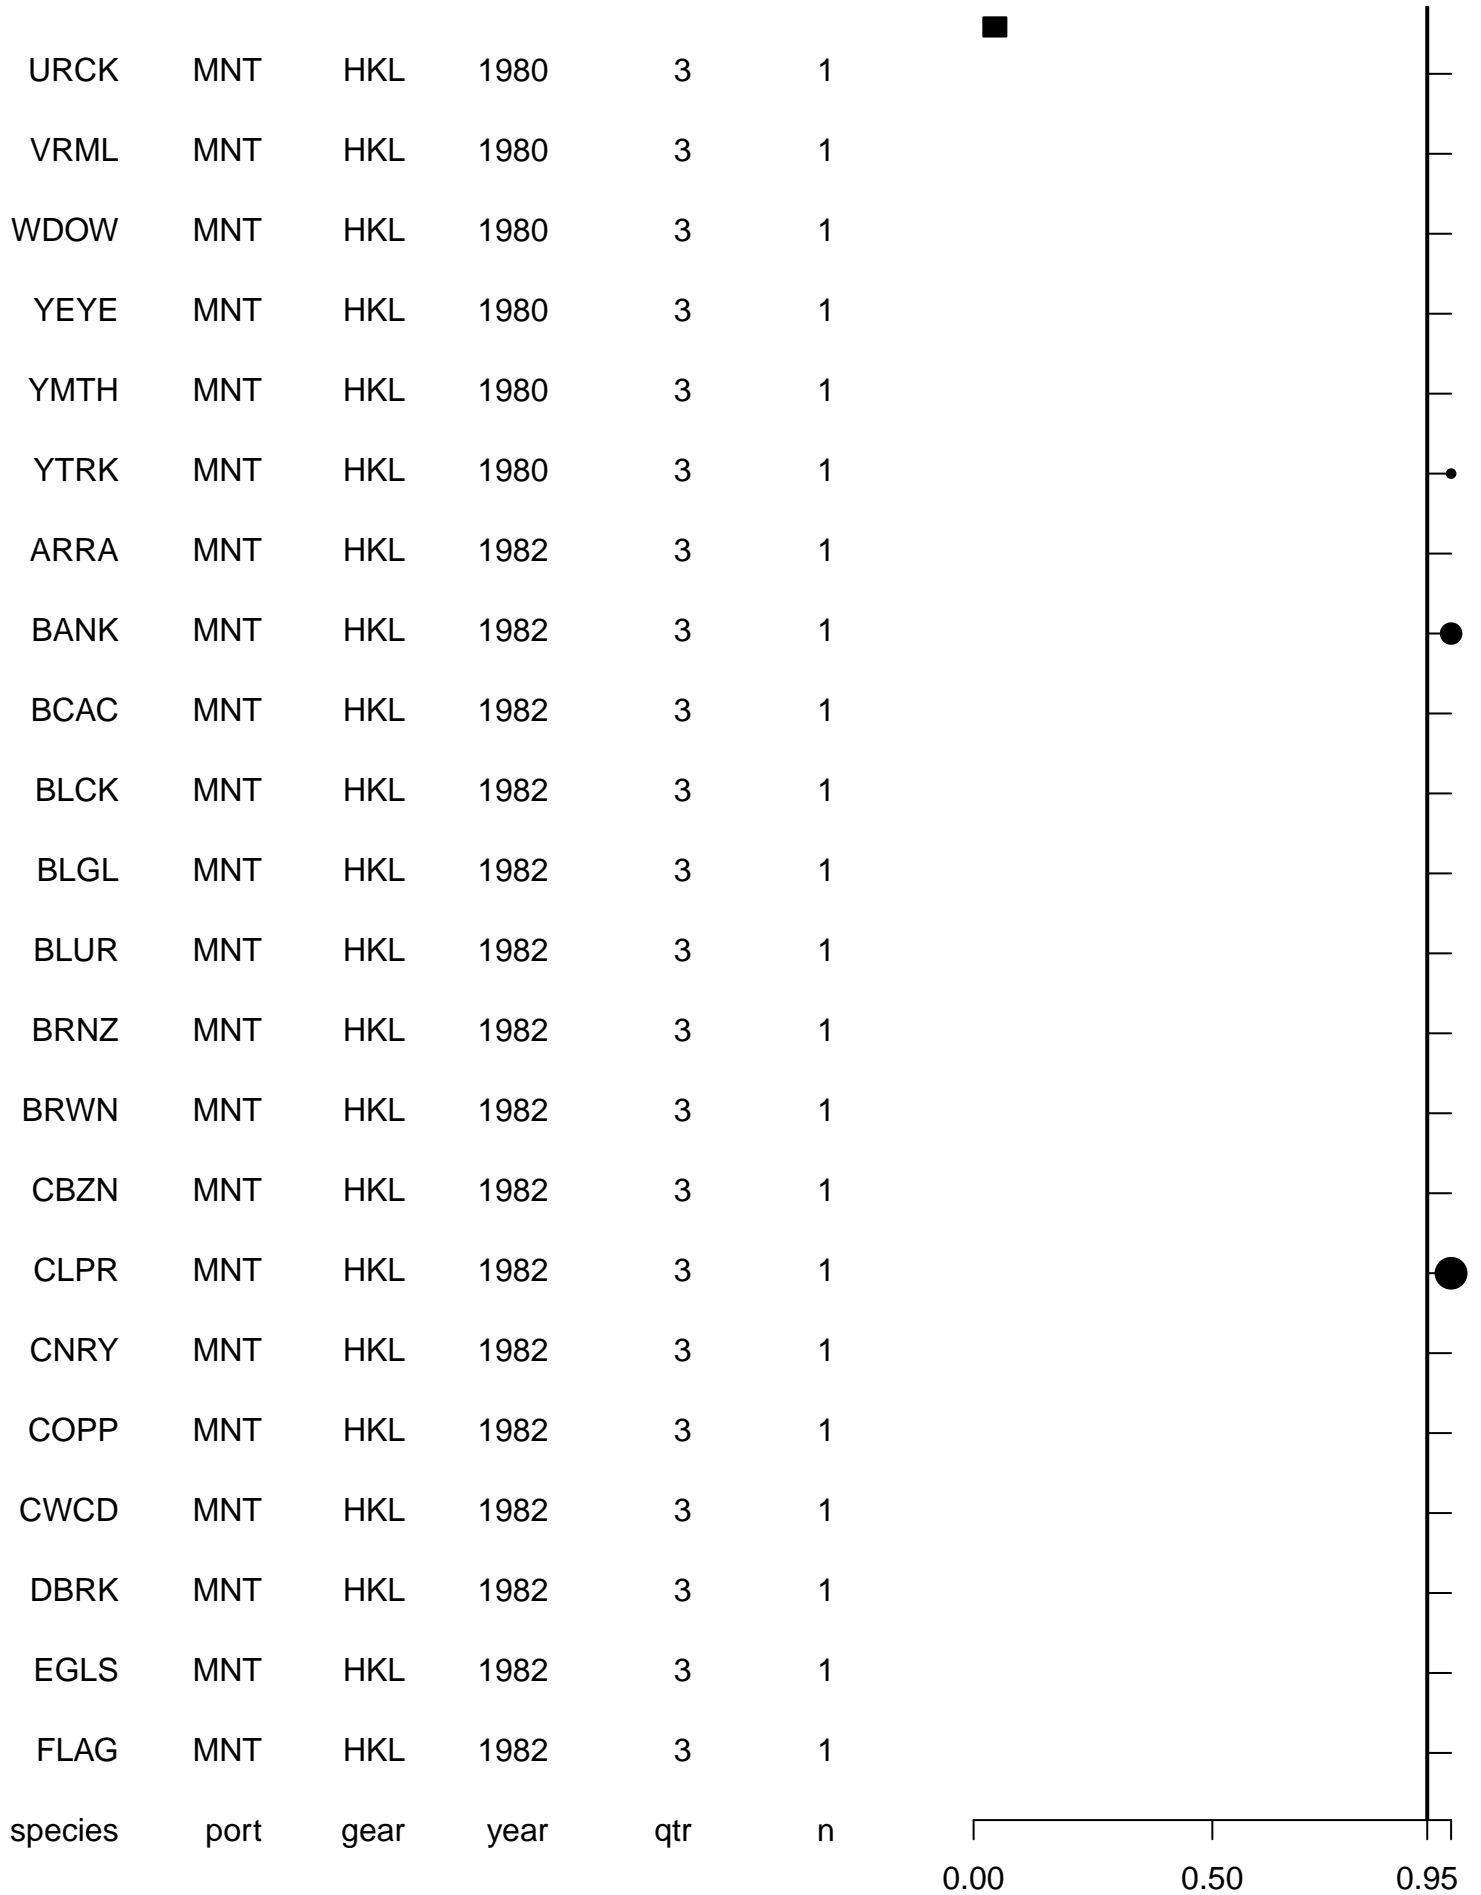 URCK MNT HKL 1980 3 1
VRML MNT HKL 1980 3 1
WDOW MNT HKL 1980 3 1
YEYE MNT HKL 1980 3 1
YMTH MNT HKL 1980 3 1
YTRK MNT HKL 1980 3 1
ARRA MNT HKL 1982 3 1
BANK MNT HKL 1982 3 1
BCAC MNT HKL 1982 3 1
BLCK MNT HKL 1982 3 1
BLGL MNT HKL 1982 3 1
BLUR MNT HKL 1982 3 1
BRNZ MNT HKL 1982 3 1
BRWN MNT HKL 1982 3 1
CBZN MNT HKL 1982 3 1
CLPR MNT HKL 1982 3 1
CNRY MNT HKL 1982 3 1
COPP MNT HKL 1982 3 1
CWCD MNT HKL 1982 3 1
DBRK MNT HKL 1982 3 1
EGLS MNT HKL 1982 3 1
FLAG MNT HKL 1982 3 1
species port gear year qtr n
0.00 0.50 0.95